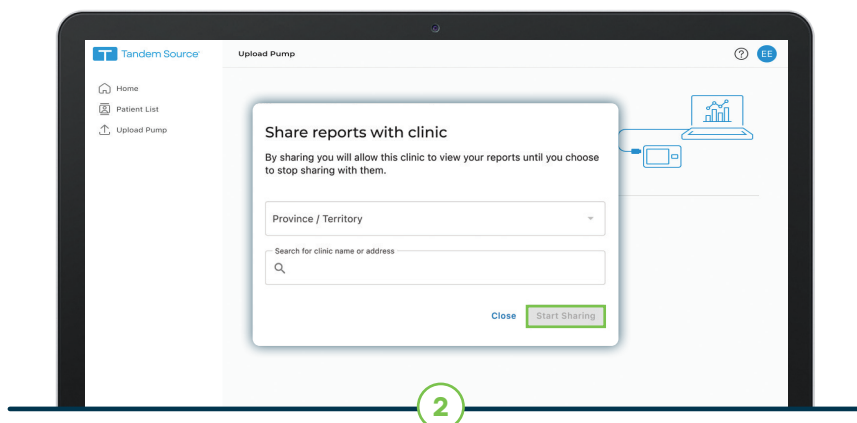 Tandem Source
Upload Pump
EE
Home
Patient List
Upload Pump
Share reports with clinic
By sharing you will allow this clinic to view your reports until you choose
to stop sharing with them.
Province / Territory
Search for clinic name or address
Close
Start Sharing
2